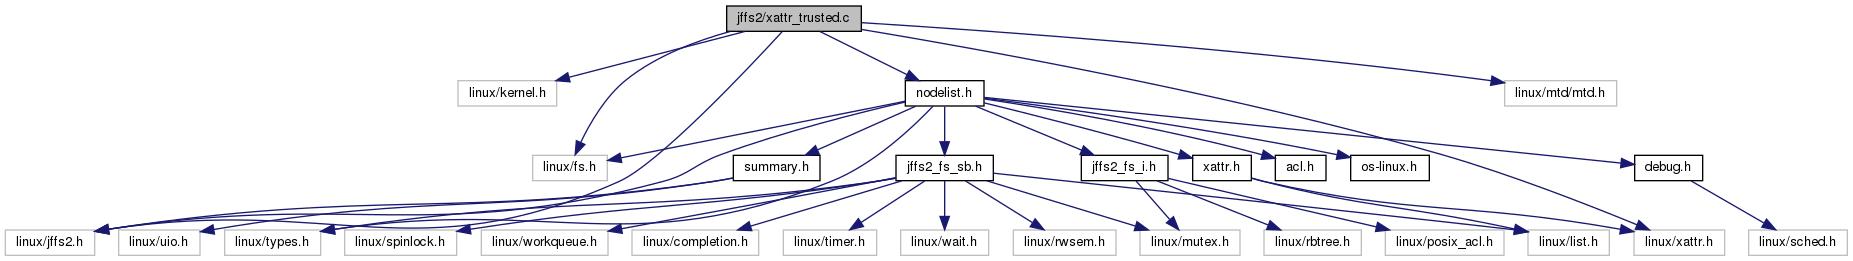 jffs2/xattr_trusted.c
linux/kernel.h
nodelist.h
linux/mtd/mtd.h
linux/fs.h
summary.h
jffs2_fs_sb.h
jffs2_fs_i.h
xattr.h
acl.h
os-linux.h
debug.h
linux/jffs2.h
linux/uio.h
linux/types.h
linux/spinlock.h
linux/workqueue.h
linux/completion.h
linux/timer.h
linux/wait.h
linux/rwsem.h
linux/mutex.h
linux/rbtree.h
linux/posix_acl.h
linux/list.h
linux/xattr.h
linux/sched.h